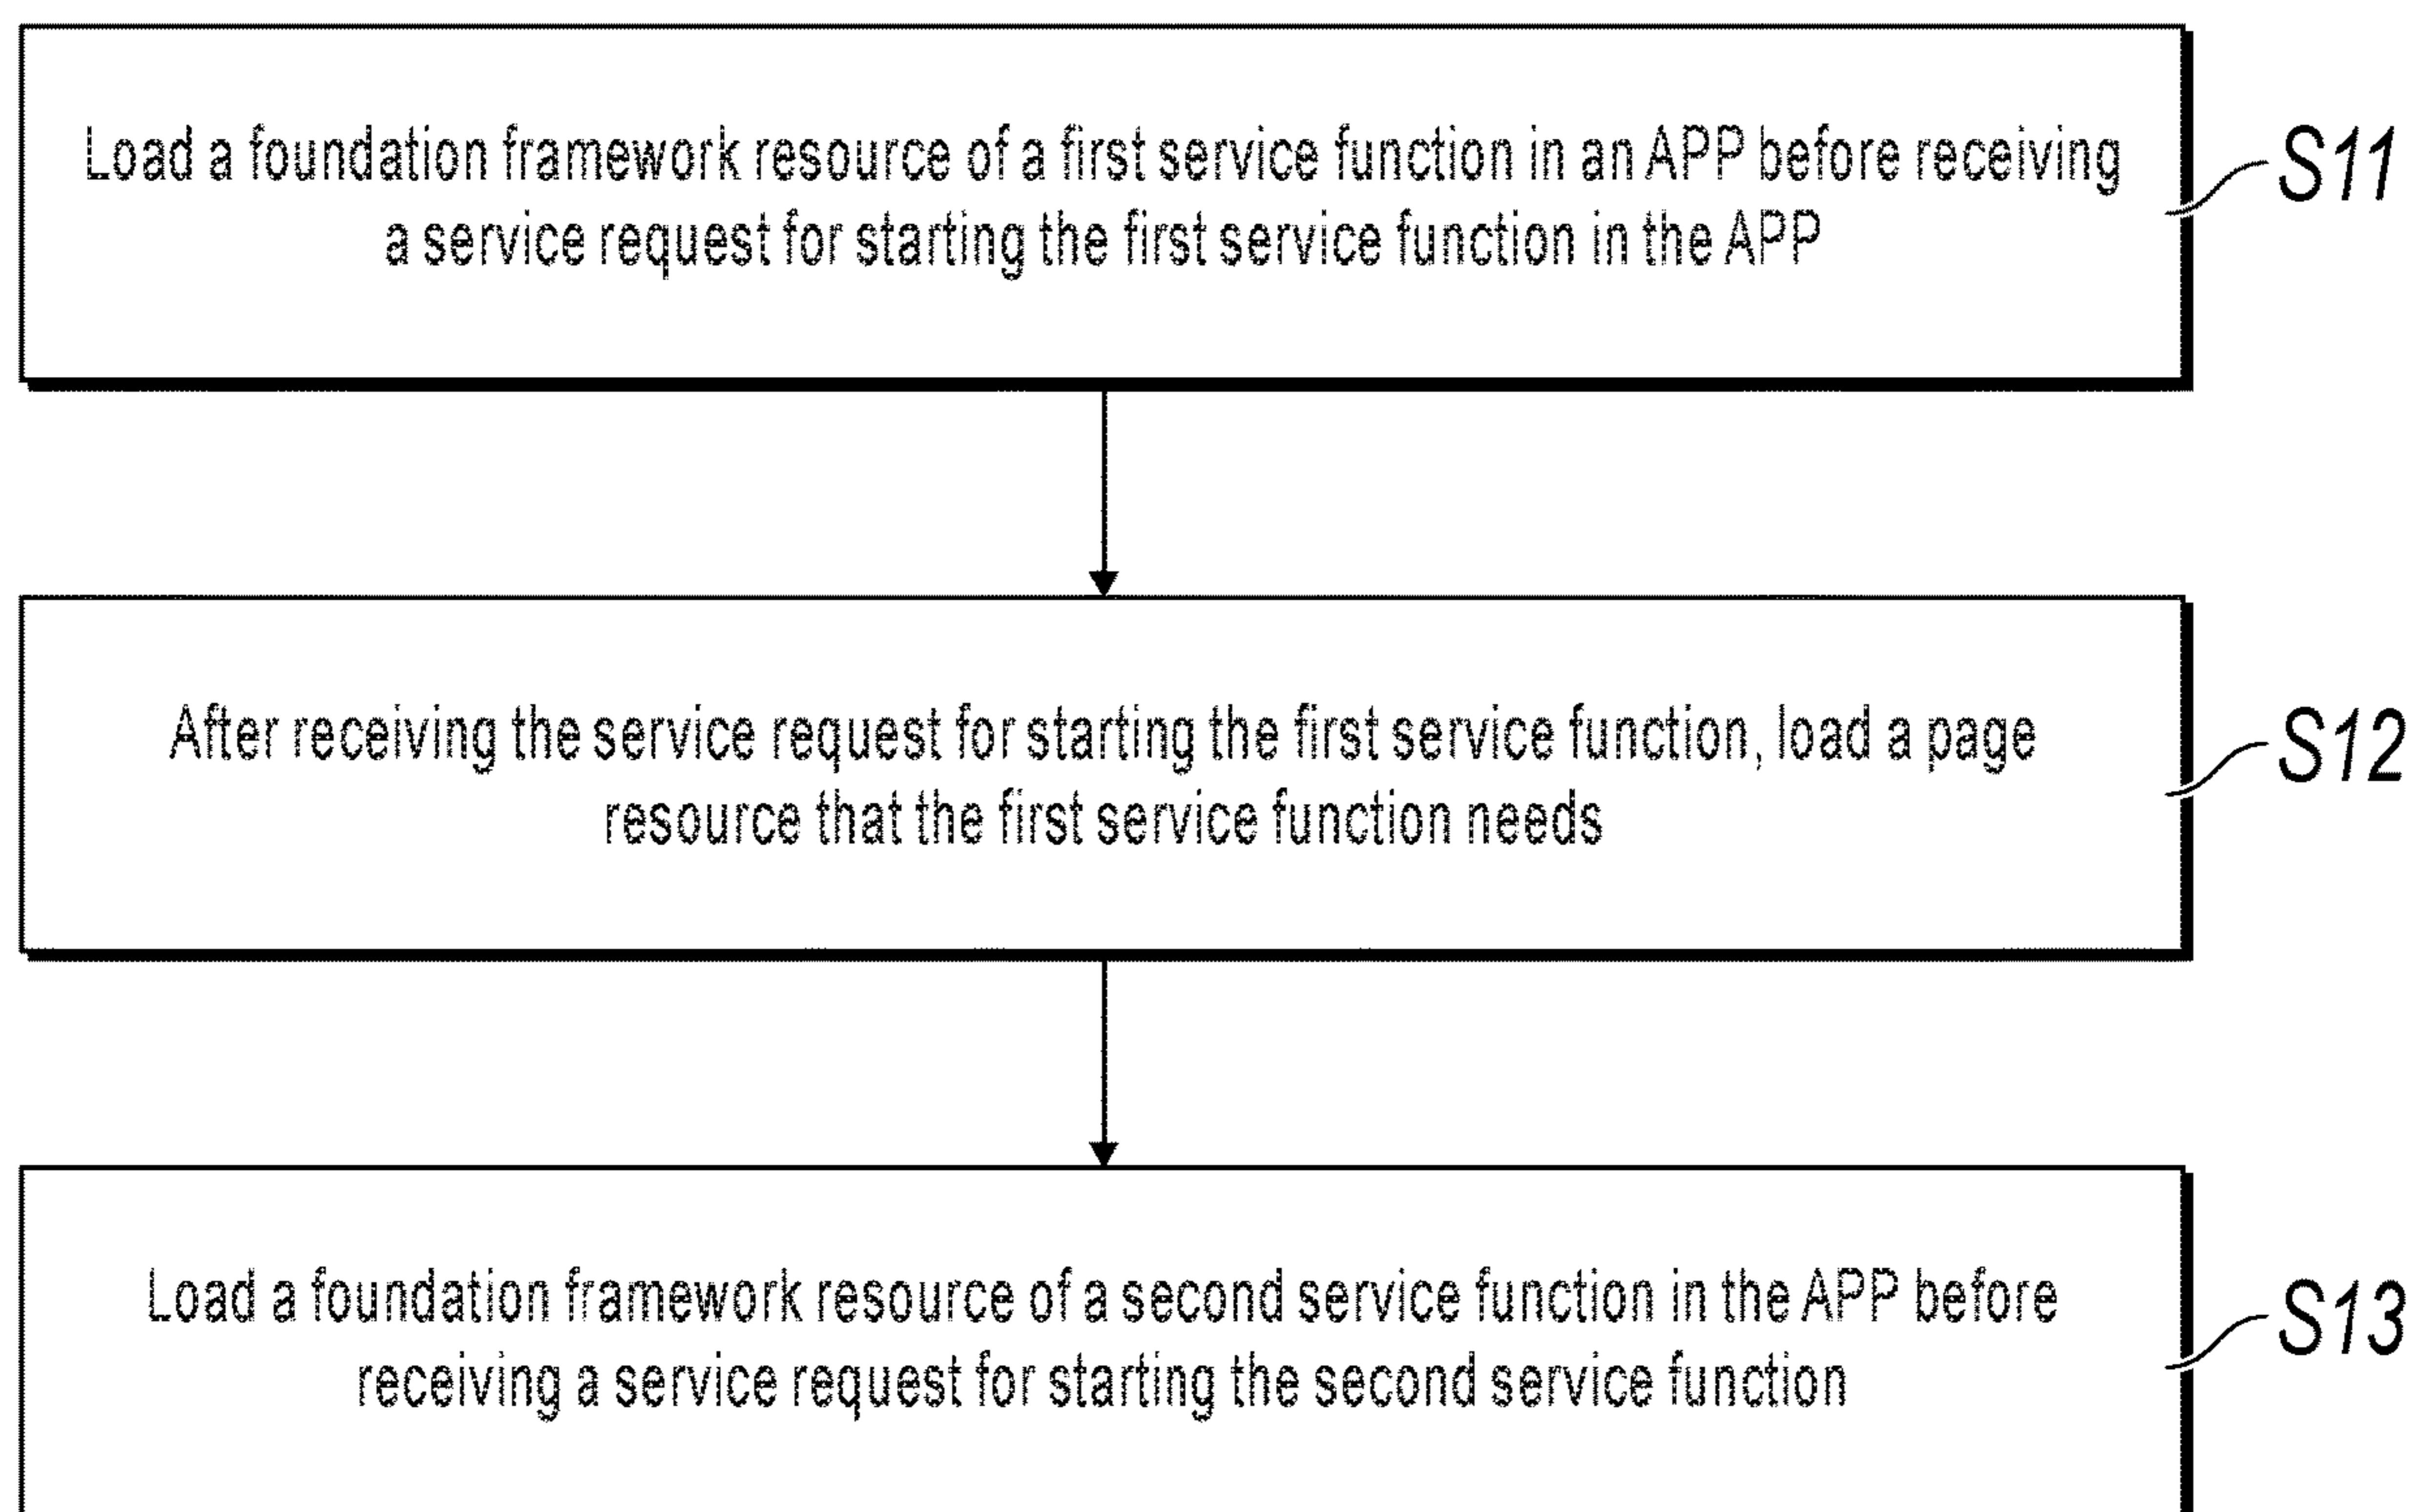 Load a foundation framework resource of a first service function in an APP before receiving
a service request for starting the first service function in the APP
S11
After receiving the service request for starting the first service function, load a page
resource that the first service function needs
S12
Load a foundation framework resource of a second service function in the APP before
receiving a service request for starting the second service function
S13